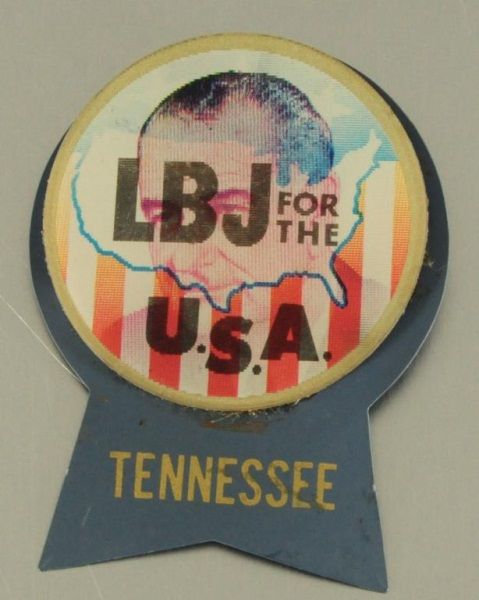 LBJ FOR
THE
U.S.A.
TENNESSEE